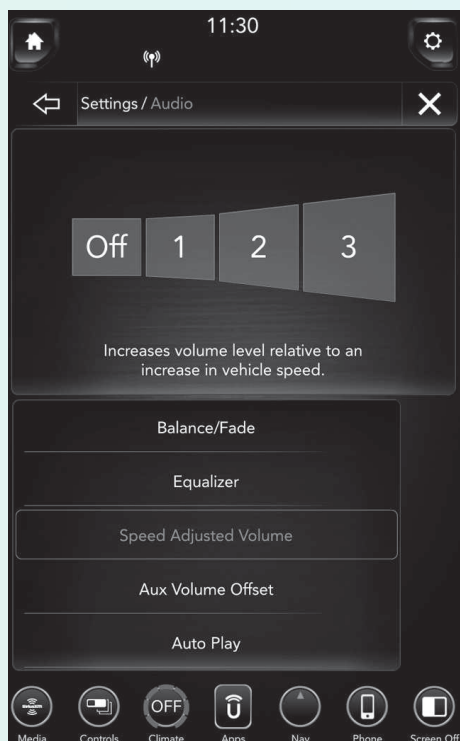 11:30
Settings / Audio
Off 1 2 3
Increases volume level relative to an
increase in vehicle speed.
Balance/Fade
Equalizer
Speed Adjusted Volume
Aux Volume Offset
Auto Play
OFF
Media Controls Climate Apps Nav Phone Screen Off